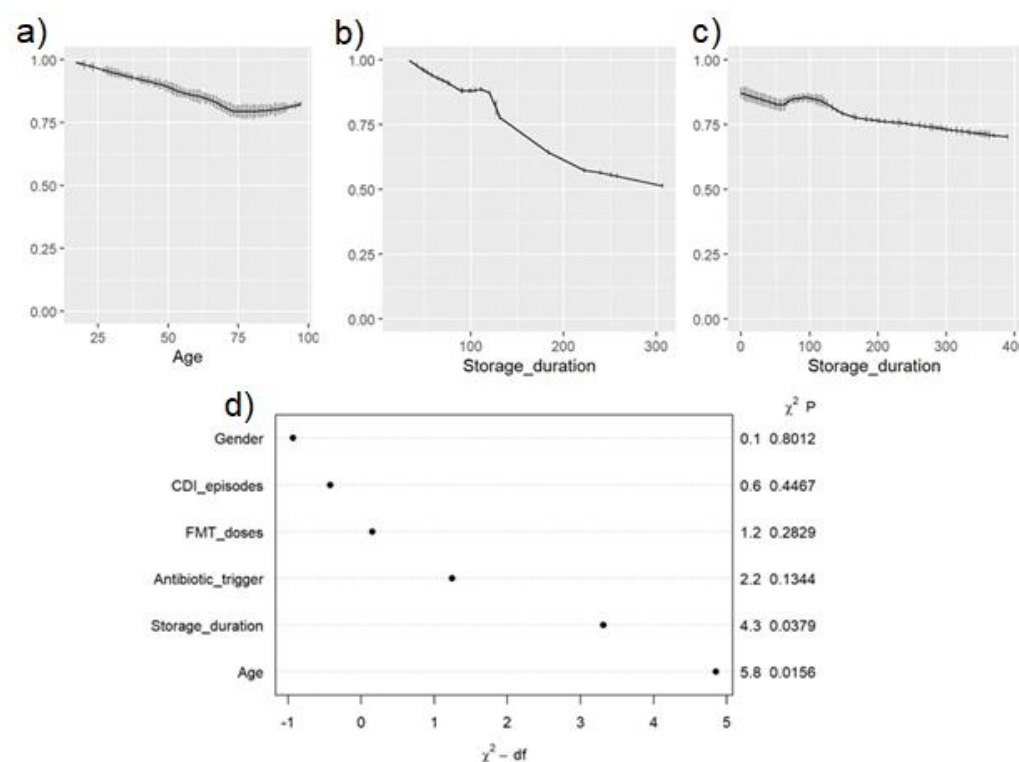 a)
1.00
0.75
0.50
0.25
0.00
25 50 75 100
Age
b)
1.00
0.75
0.50
0.25
0.00
100 200 300
Storage_duration
c)
1.00
0.75
0.50
0.25
0.00
0 100 200 300 40
Storage_duration
d)
χ² P
Gender 0.1 0.8012
CDI_episodes 0.6 0.4467
FMT_doses 1.2 0.2829
Antibiotic_trigger 2.2 0.1344
Storage_duration 4.3 0.0379
Age 5.8 0.0156
-1 0 1 2 3 4 5
χ² − df